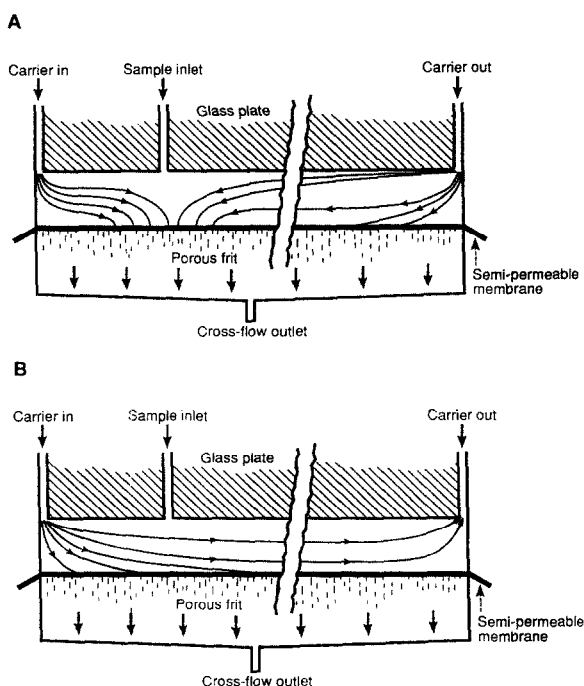 A
Carrier in
Sample inlet
Carrier out
Glass plate
Porous frit
Semi-permeable
membrane
Cross-flow outlet
B
Carrier in
Sample inlet
Carrier out
Glass plate
Porous frit
Semi-permeable
membrane
Cross-flow outlet